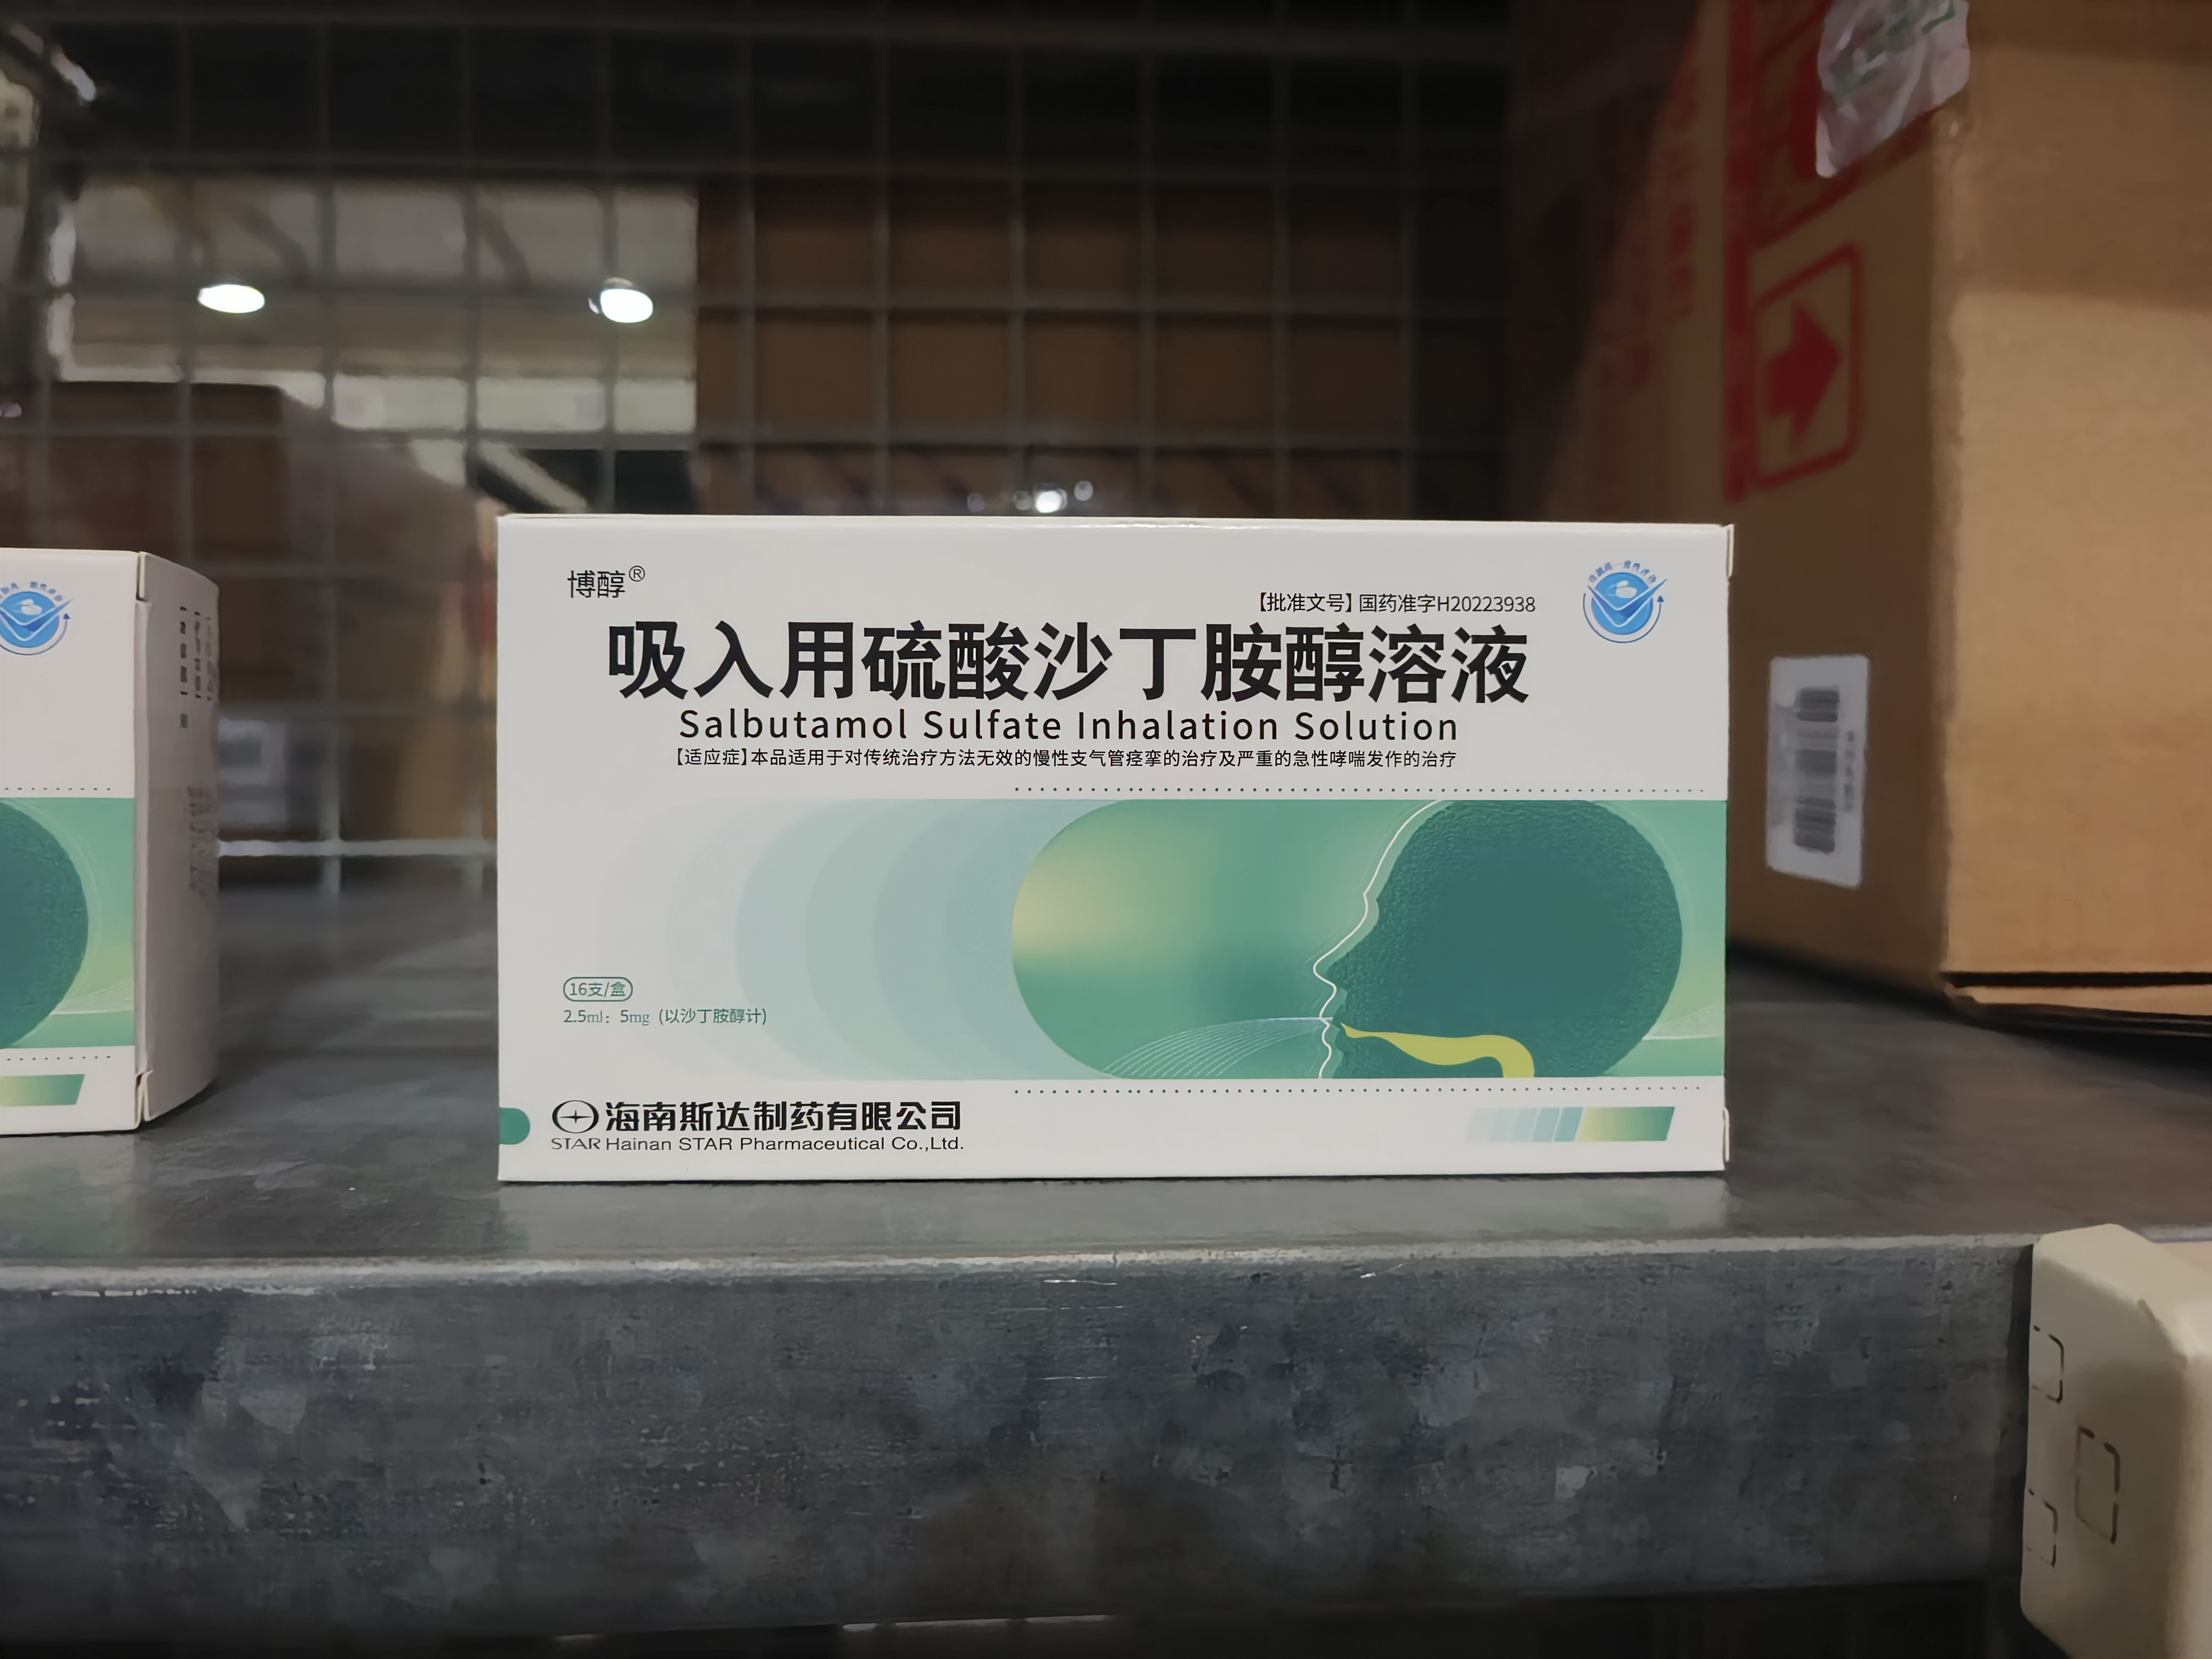 博醇®
【批准文号】国药准字H20223938
吸入用硫酸沙丁胺醇溶液
Salbutamol Sulfate Inhalation Solution
【适应症】本品适用于对传统治疗方法无效的慢性支气管痉挛的治疗及严重的急性哮喘发作的治疗
16支/盒
2.5ml：5mg（以沙丁胺醇计）
海南斯达制药有限公司
STAR Hainan STAR Pharmaceutical Co.,Ltd.